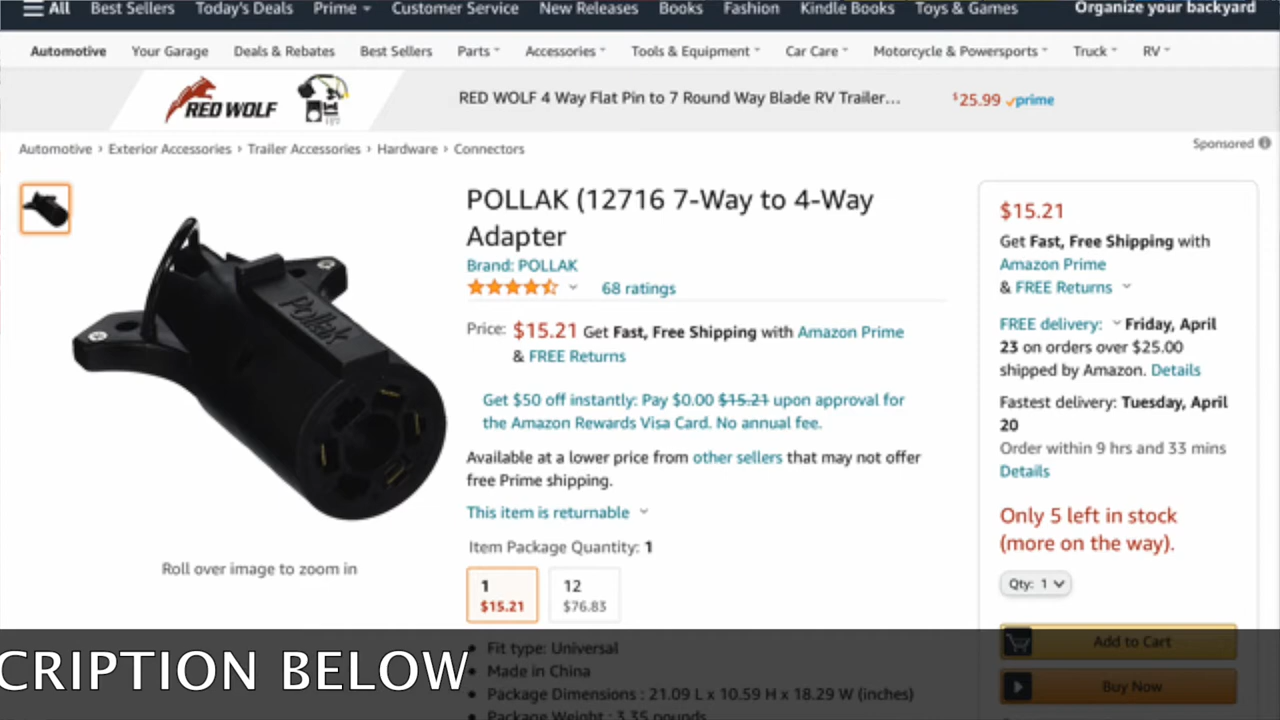 All Best Sellers Today's Deals Prime Customer Service New Releases Books Fashion Kindle Books Toys & Games Organize your backyard
Automotive Your Garage Deals & Rebates Best Sellers Parts Accessories Tools & Equipment Car Care Motorcycle & Powersports Truck RV
RED WOLF
RED WOLF 4 Way Flat Pin to 7 Round Way Blade RV Trailer... $25.99 prime
Sponsored
Automotive › Exterior Accessories › Trailer Accessories › Hardware › Connectors
Pollak
Roll over image to zoom in
POLLAK (12716 7-Way to 4-Way
Adapter
Brand: POLLAK
68 ratings
Price: $15.21 Get Fast, Free Shipping with Amazon Prime
& FREE Returns
Get $50 off instantly: Pay $0.00 $15.21 upon approval for
the Amazon Rewards Visa Card. No annual fee.
Available at a lower price from other sellers that may not offer
free Prime shipping.
This item is returnable
Item Package Quantity: 1
1 12
$15.21 $76.83
• Fit type: Universal
• Made in China
• Package Dimensions : 21.09 L x 10.59 H x 18.29 W (inches)
• Package Weight : 3.35 pounds
$15.21
Get Fast, Free Shipping with
Amazon Prime
& FREE Returns
FREE delivery: Friday, April
23 on orders over $25.00
shipped by Amazon. Details
Fastest delivery: Tuesday, April
20
Order within 9 hrs and 33 mins
Details
Only 5 left in stock
(more on the way).
Qty: 1
Add to Cart
Buy Now
CRIPTION BELOW